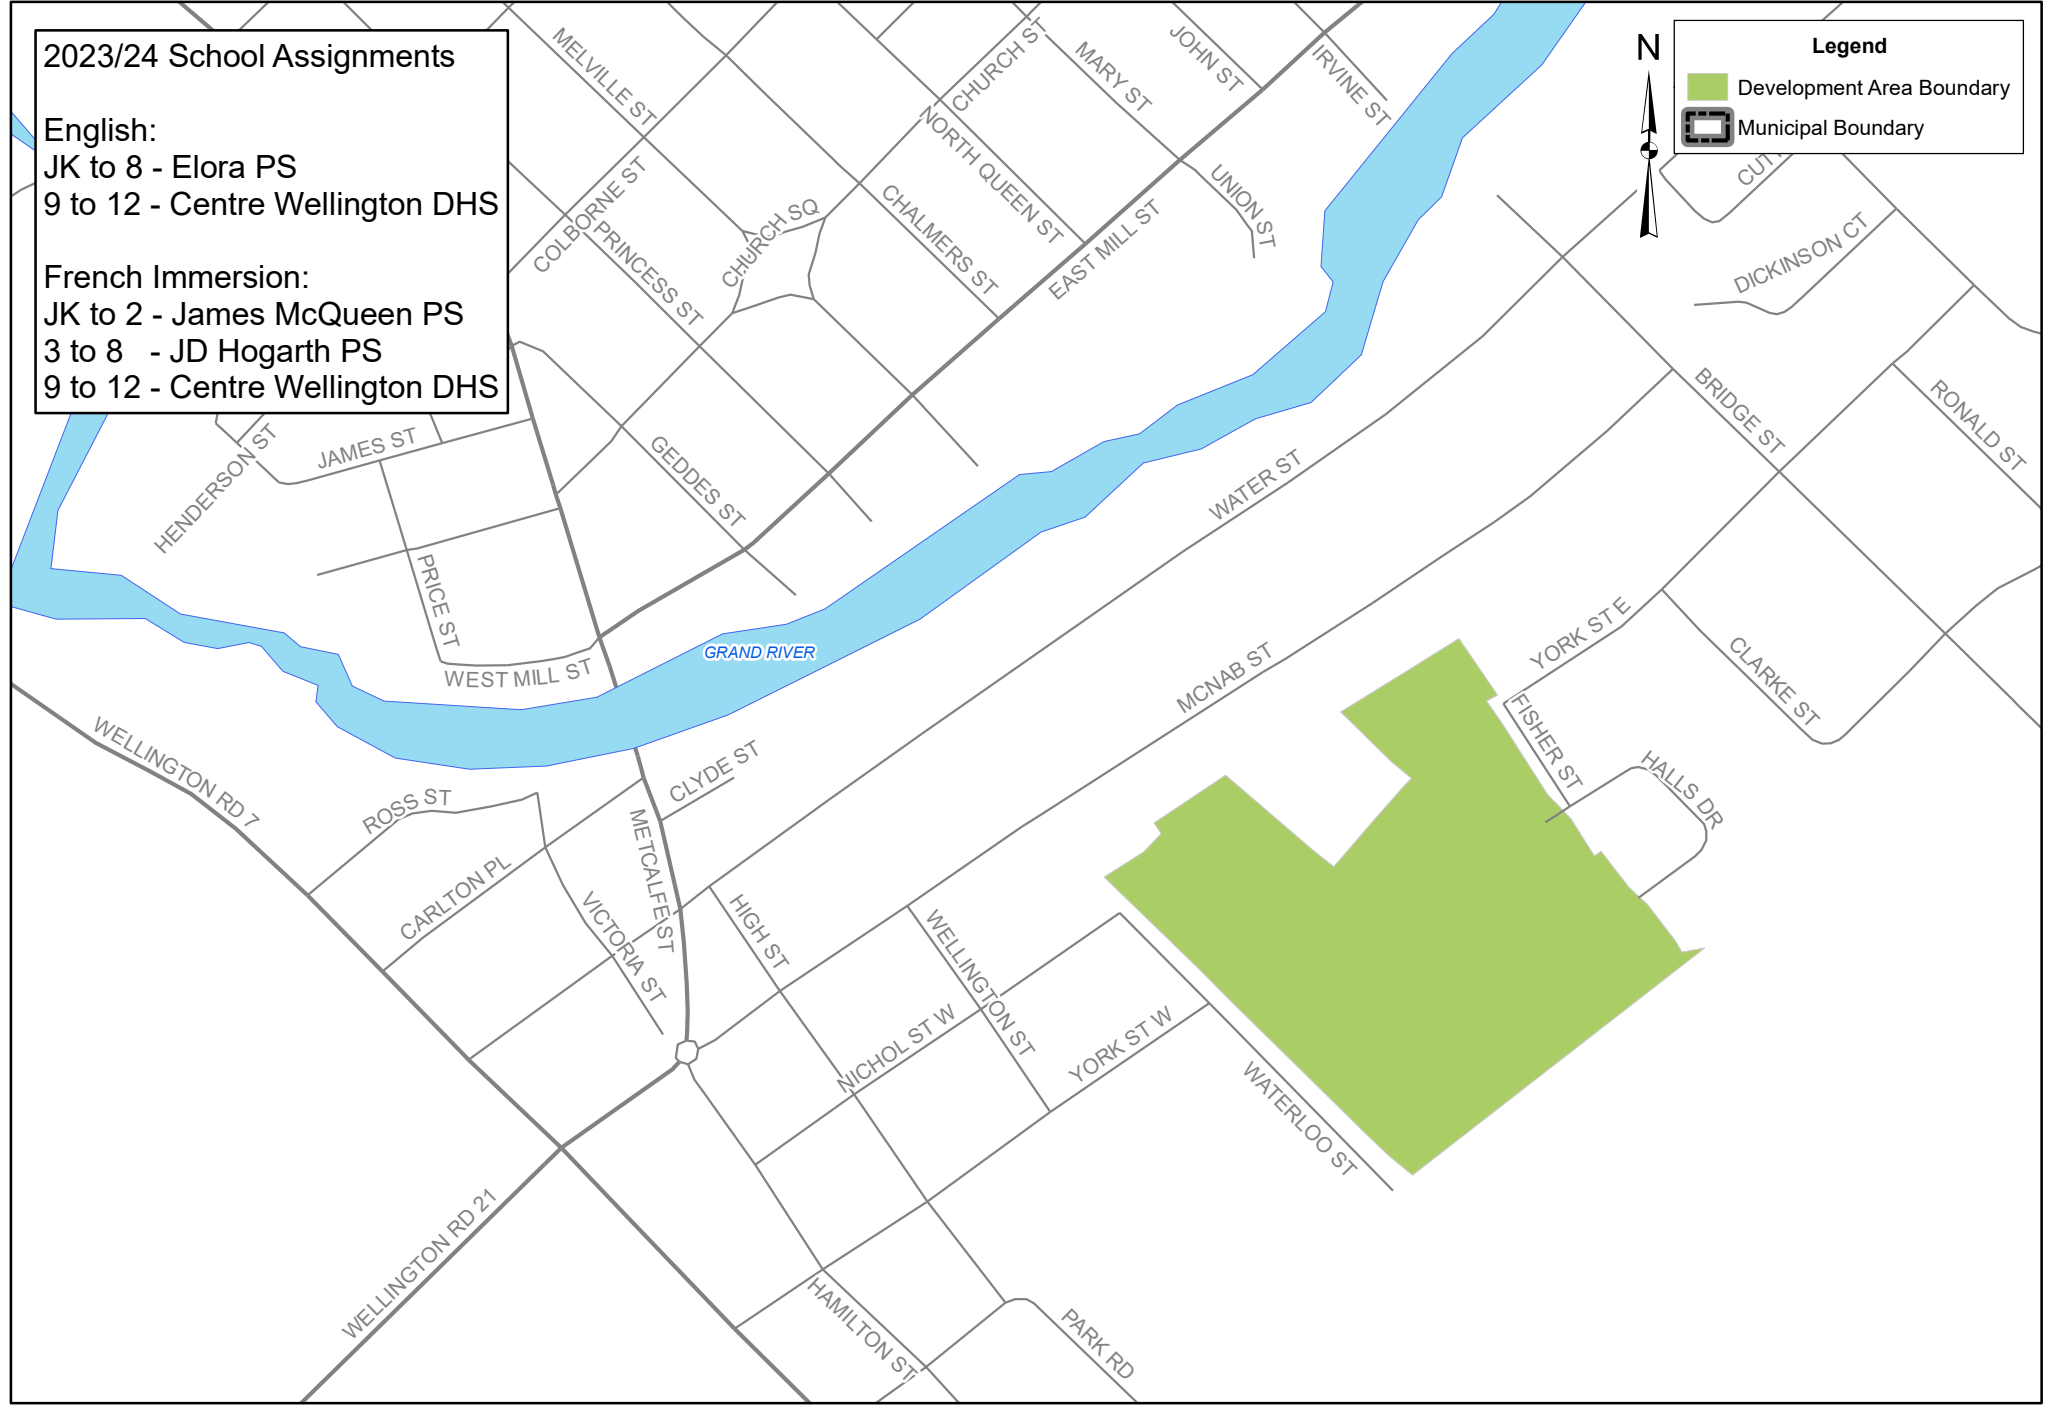 2023/24 School Assignments
English:
JK to 8 - Elora PS
9 to 12 - Centre Wellington DHS
French Immersion:
JK to 2 - James McQueen PS
3 to 8 - JD Hogarth PS
9 to 12 - Centre Wellington DHS
N
Legend
Development Area Boundary
Municipal Boundary
MELVILLE ST
CHURCH ST
MARY ST
JOHN ST
IRVINE ST
NORTH QUEEN ST
COLBORNE ST
PRINCESS ST
CHURCH SQ
CHALMERS ST
EAST MILL ST
UNION ST
DICKINSON CT
BRIDGE ST
RONALD ST
HENDERSON ST
JAMES ST
GEDDES ST
WATER ST
PRICE ST
WEST MILL ST
GRAND RIVER
MCNAB ST
YORK ST E
CLARKE ST
FISHER ST
HALLS DR
WELLINGTON RD 7
ROSS ST
CLYDE ST
CARLTON PL
METCALFE ST
VICTORIA ST
HIGH ST
WELLINGTON ST
NICHOL ST W
YORK ST W
WATERLOO ST
WELLINGTON RD 21
HAMILTON ST
PARK RD